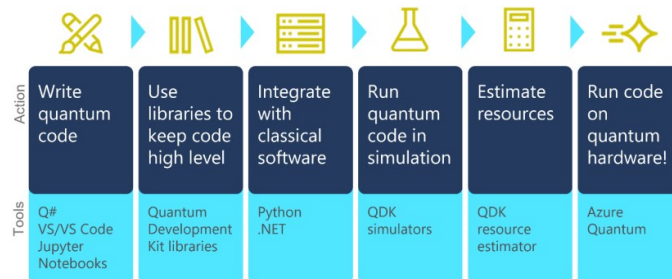 Action
Write
quantum
code
Use
libraries to
keep code
high level
Integrate
with
classical
software
Run
quantum
code in
simulation
Estimate
resources
Run code
on
quantum
hardware!
Tools
Q#
VS/VS Code
Jupyter
Notebooks
Quantum
Development
Kit libraries
Python
.NET
QDK
simulators
QDK
resource
estimator
Azure
Quantum